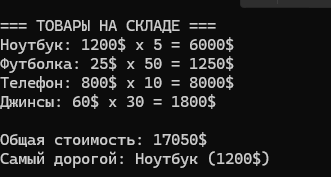 === ТОВАРЫ НА СКЛАДЕ ===
Ноутбук: 1200$ x 5 = 6000$
Футболка: 25$ x 50 = 1250$
Телефон: 800$ x 10 = 8000$
Джинсы: 60$ x 30 = 1800$
Общая стоимость: 17050$
Самый дорогой: Ноутбук (1200$)